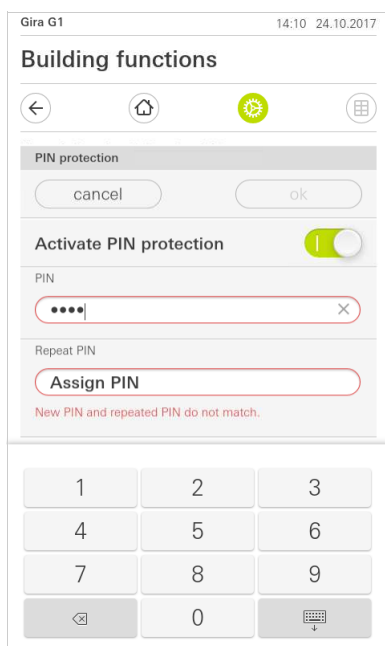 Gira G1 14:10 24.10.2017
Building functions
PIN protection
cancel ok
Activate PIN protection
PIN
••••
Repeat PIN
Assign PIN
New PIN and repeated PIN do not match.
1 2 3
4 5 6
7 8 9
0